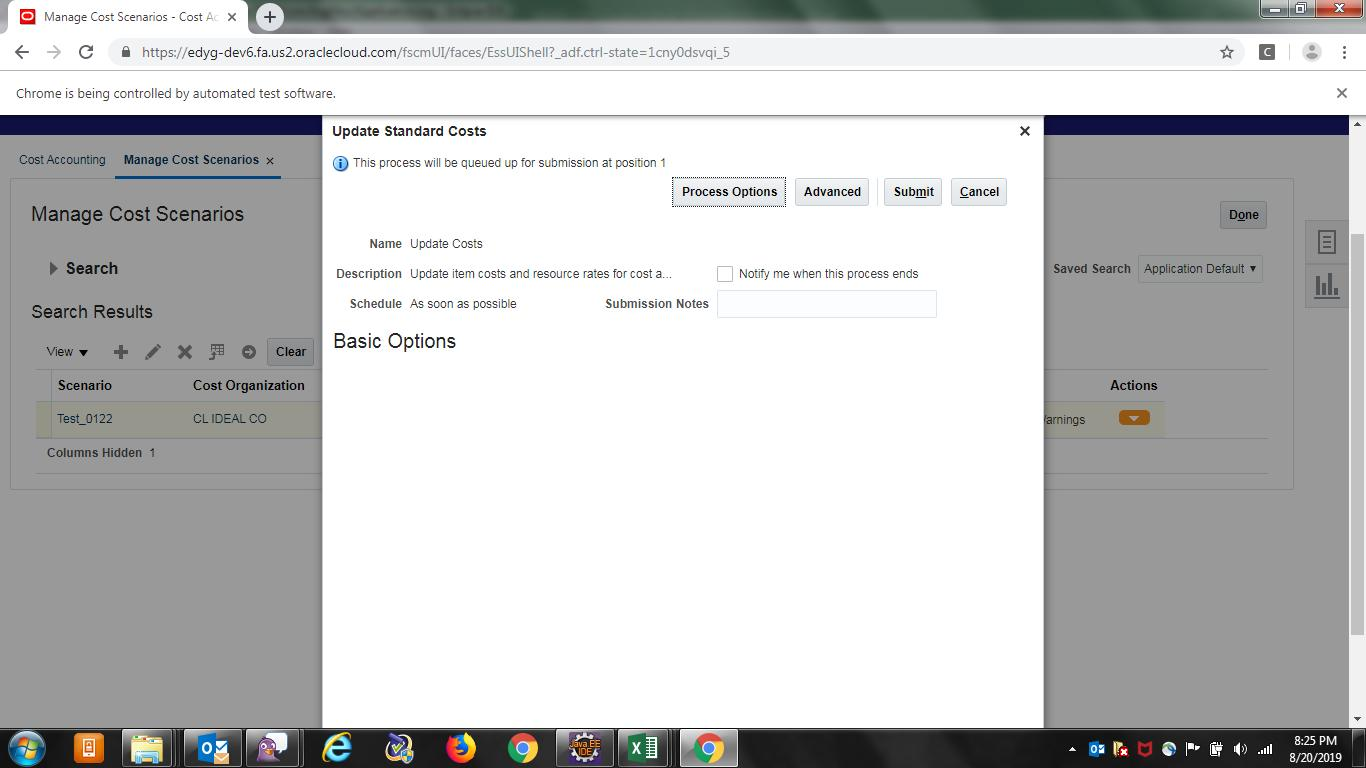 Manage Cost Scenarios - Cost Ac
https://edyg-dev6.fa.us2.oraclecloud.com/fscmUI/faces/EssUIShell?_adf.ctrl-state=1cny0dsvqi_5
C
Chrome is being controlled by automated test software.
Update Standard Costs
Cost Accounting
Manage Cost Scenarios
This process will be queued up for submission at position 1
Process Options
Advanced
Submit
Cancel
Manage Cost Scenarios
Done
Name Update Costs
Search
Description Update item costs and resource rates for cost a...
Notify me when this process ends
Saved Search Application Default
Schedule As soon as possible
Submission Notes
Search Results
Basic Options
View
Clear
Scenario
Cost Organization
Actions
Test_0122
CL IDEAL CO
arnings
Columns Hidden 1
Java EE
IDE
8:25 PM
8/20/2019